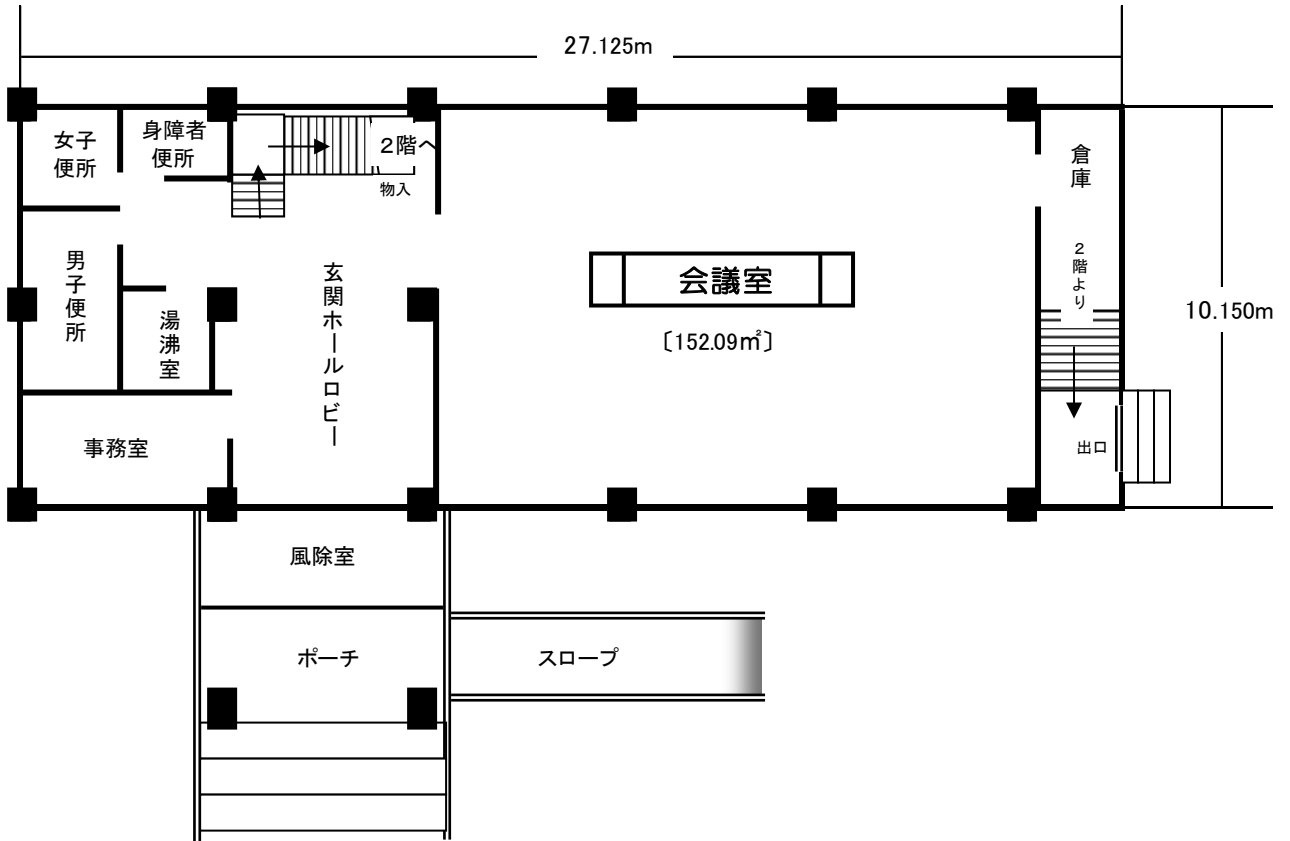 27.125m
女子
便所
身障者
便所
2階へ
物入
倉庫
男子便所
湯沸室
玄関ホールロビー
会議室
〔152.09㎡〕
2階より
10.150m
事務室
出口
風除室
ポーチ
スロープ